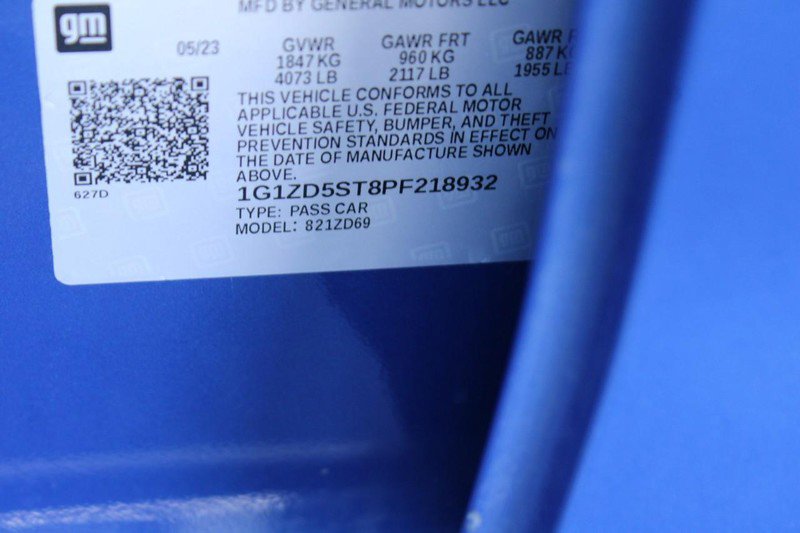 MFD BY GENERAL MOTORS LLC
gm
05/23 GVWR GAWR FRT GAWR
1847 KG 960 KG 887
4073 LB 2117 LB 1955 LB
THIS VEHICLE CONFORMS TO ALL
APPLICABLE U.S. FEDERAL MOTOR
VEHICLE SAFETY, BUMPER, AND THEFT
PREVENTION STANDARDS IN EFFECT ON
THE DATE OF MANUFACTURE SHOWN
ABOVE.
627D
1G1ZD5ST8PF218932
TYPE: PASS CAR
MODEL: 821ZD69